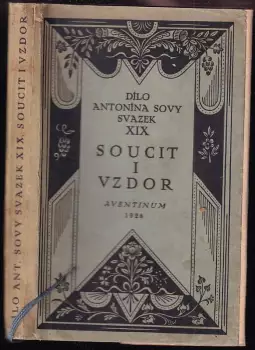 DÍLO
ANTONÍNA SOVY
SVAZEK
XIX
SOUCIT
I
VZDOR
AVENTINUM
1926
DÍLO ANT. SOVY SVAZEK XIX. SOUCIT I VZDOR